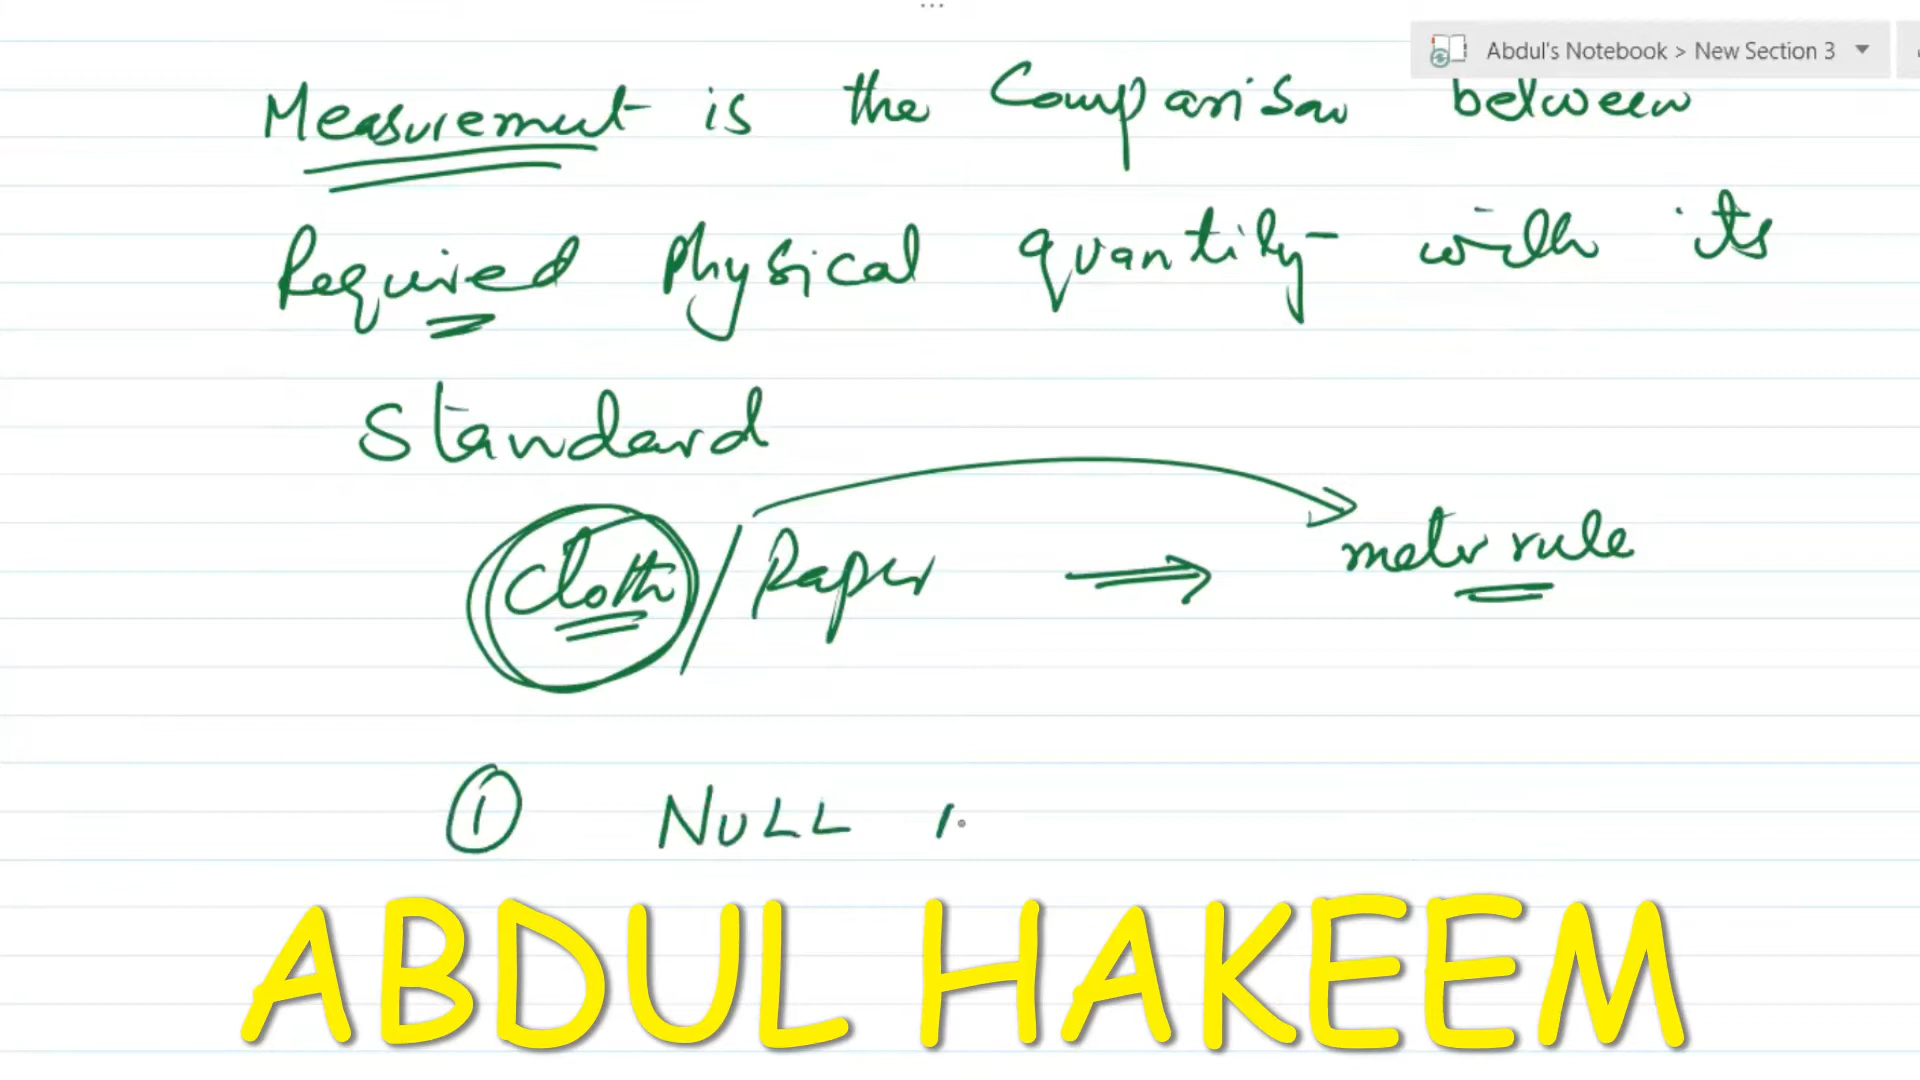 Abdul's Notebook > New Section 3
Measurement is the Comparison between
Required Physical quantity with its
Standard
Cloth / Paper ⇒ meter rule
① NULL
ABDUL HAKEEM